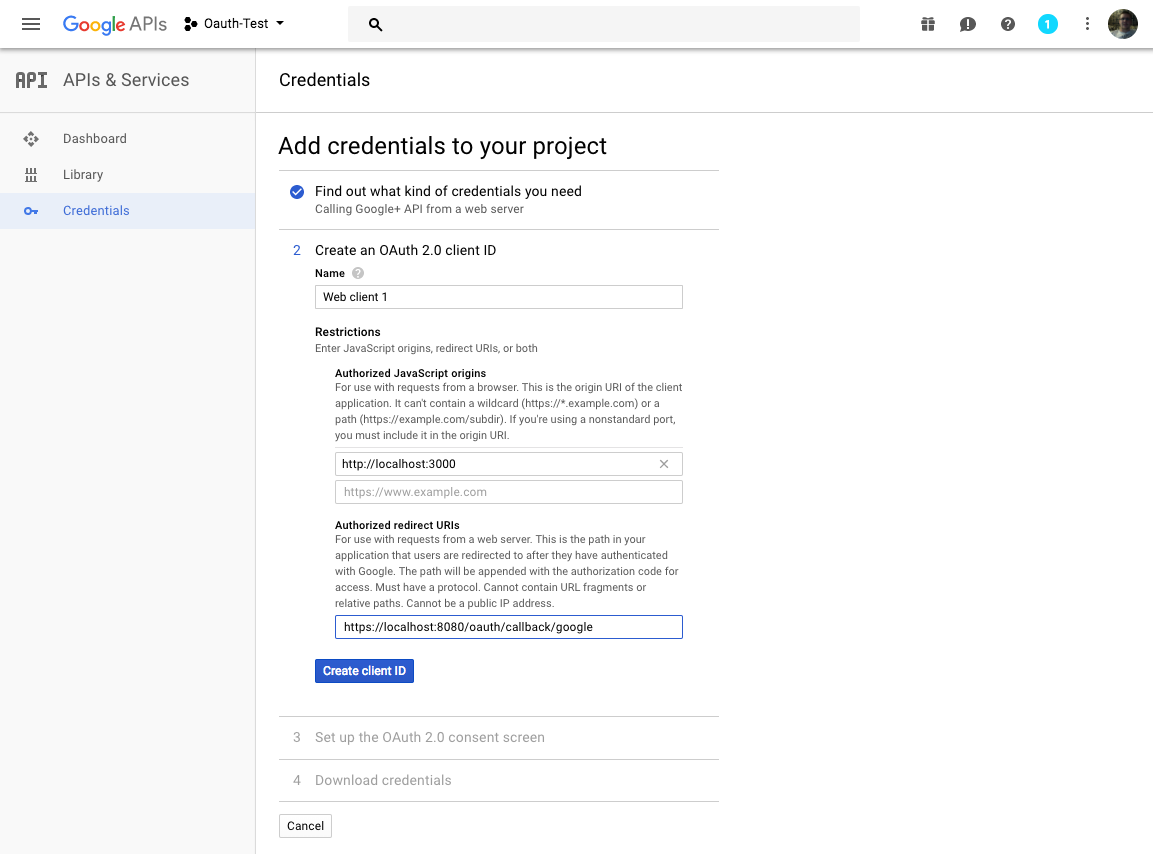 Google APIs
Oauth-Test
1
API APIs & Services
Credentials
Dashboard
Library
Credentials
Add credentials to your project
Find out what kind of credentials you need
Calling Google+ API from a web server
2 Create an OAuth 2.0 client ID
Name ?
Web client 1
Restrictions
Enter JavaScript origins, redirect URIs, or both
Authorized JavaScript origins
For use with requests from a browser. This is the origin URI of the client
application. It can't contain a wildcard (https://*.example.com) or a
path (https://example.com/subdir). If you're using a nonstandard port,
you must include it in the origin URI.
http://localhost:3000
https://www.example.com
Authorized redirect URIs
For use with requests from a web server. This is the path in your
application that users are redirected to after they have authenticated
with Google. The path will be appended with the authorization code for
access. Must have a protocol. Cannot contain URL fragments or
relative paths. Cannot be a public IP address.
https://localhost:8080/oauth/callback/google
Create client ID
3 Set up the OAuth 2.0 consent screen
4 Download credentials
Cancel